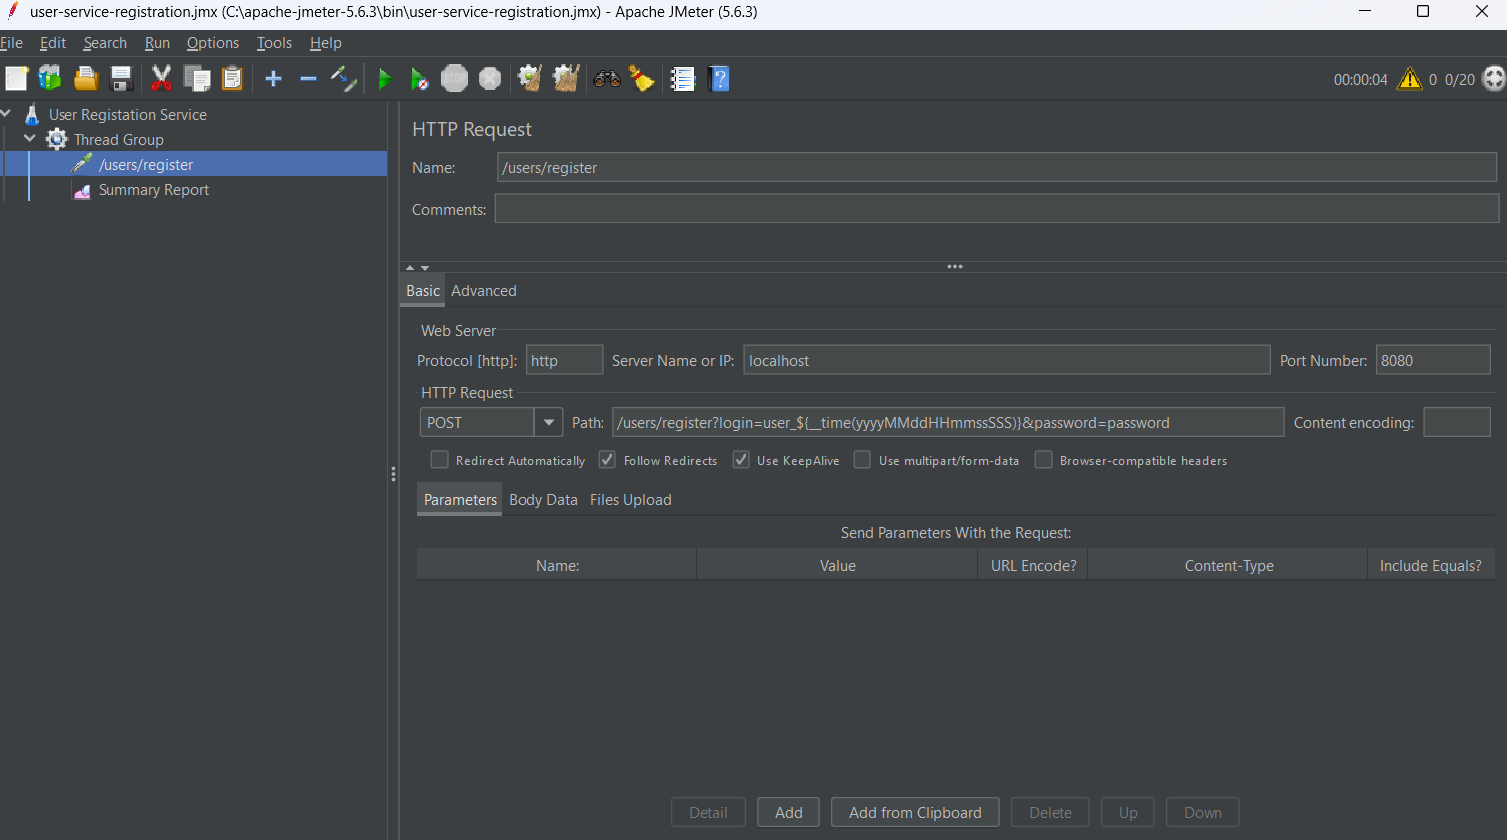 user-service-registration.jmx (C:\apache-jmeter-5.6.3\bin\user-service-registration.jmx) - Apache JMeter (5.6.3)
File Edit Search Run Options Tools Help
STOP 00:00:04 0 0/20
User Registation Service
Thread Group
/users/register
Summary Report
HTTP Request
Name: /users/register
Comments:
Basic Advanced
Web Server
Protocol [http]: http Server Name or IP: localhost Port Number: 8080
HTTP Request
POST Path: /users/register?login=user_${__time(yyyyMMddHHmmssSSS)}&password=password Content encoding:
Redirect Automatically Follow Redirects Use KeepAlive Use multipart/form-data Browser-compatible headers
Parameters Body Data Files Upload
Send Parameters With the Request:
Name: Value URL Encode? Content-Type Include Equals?
Detail Add Add from Clipboard Delete Up Down